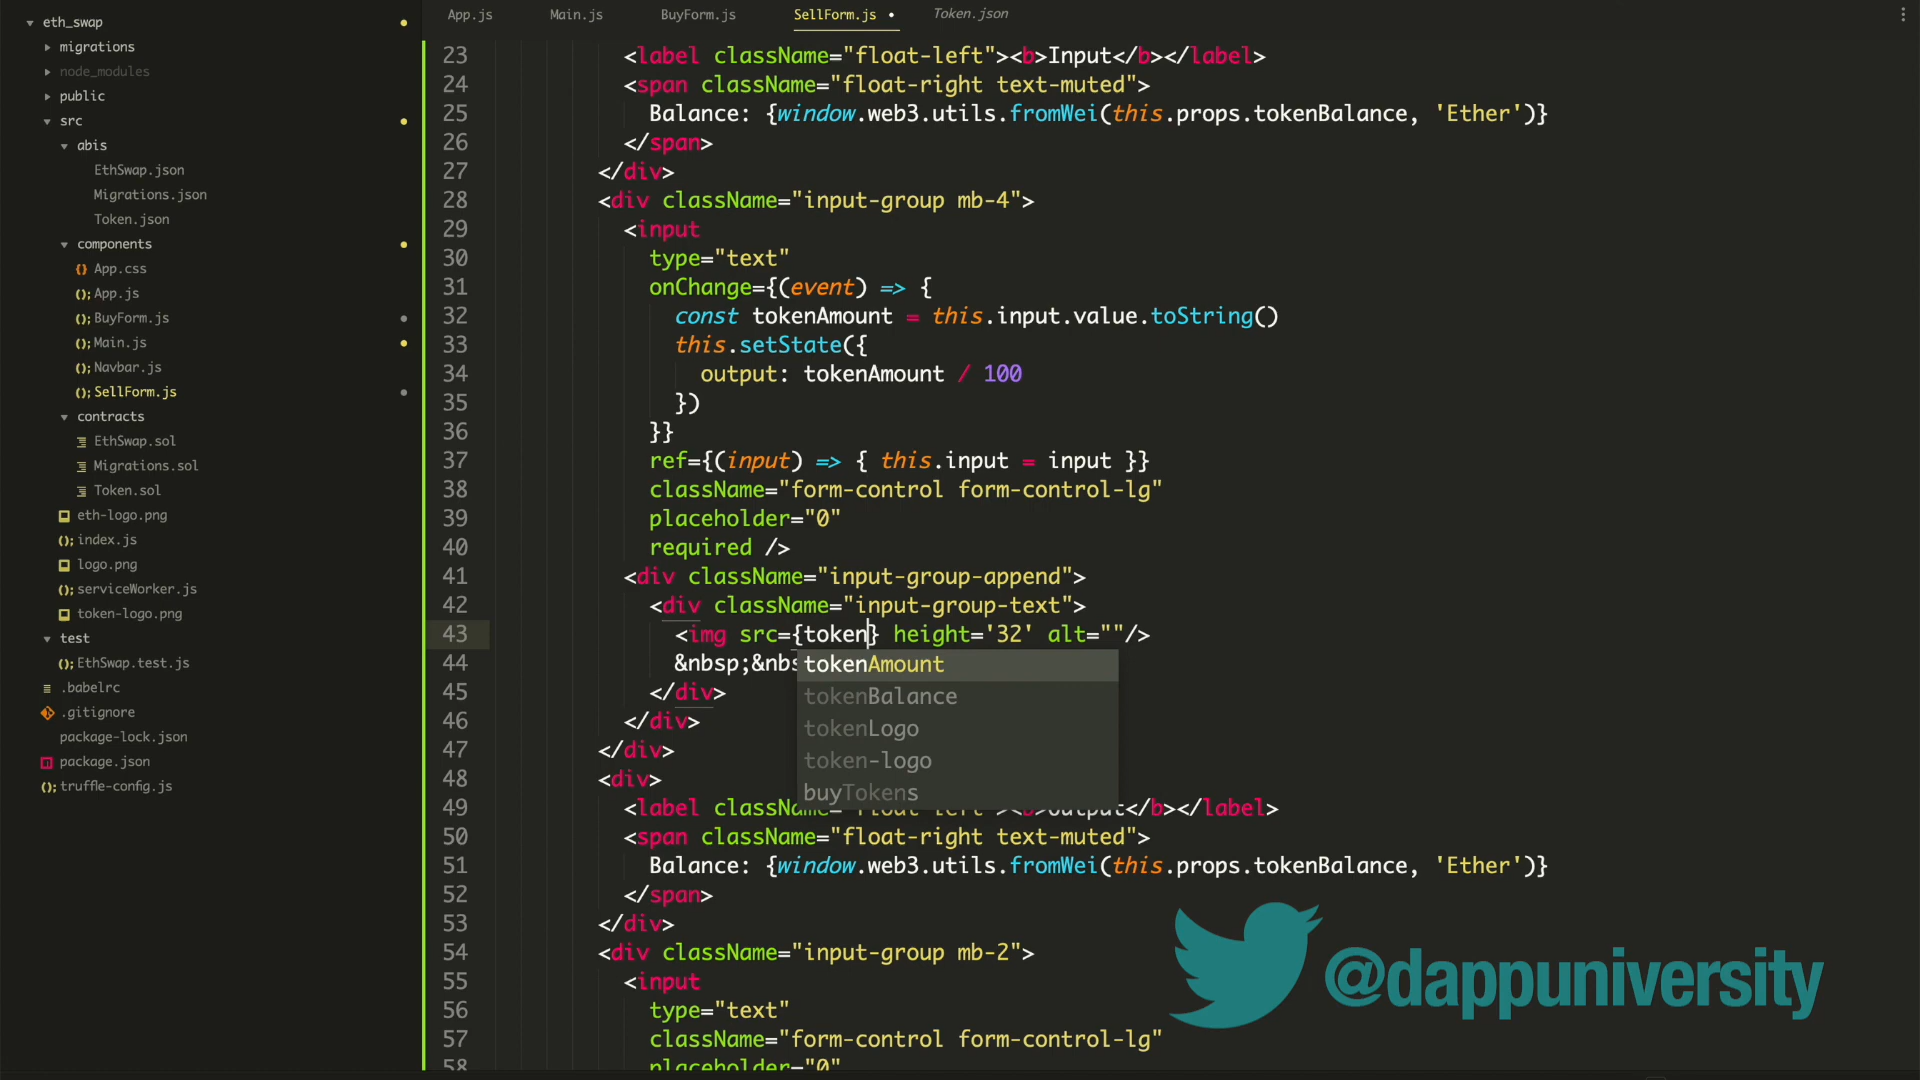 eth_swap
migrations
node_modules
public
src
abis
EthSwap.json
Migrations.json
Token.json
components
{} App.css
(); App.js
(); BuyForm.js
(); Main.js
(); Navbar.js
(); SellForm.js
contracts
EthSwap.sol
Migrations.sol
Token.sol
eth-logo.png
(); index.js
logo.png
(); serviceWorker.js
token-logo.png
test
(); EthSwap.test.js
.babelrc
.gitignore
package-lock.json
package.json
(); truffle-config.js
App.js Main.js BuyForm.js SellForm.js • Token.json
23 <label className="float-left"><b>Input</b></label>
24 <span className="float-right text-muted">
25 Balance: {window.web3.utils.fromWei(this.props.tokenBalance, 'Ether')}
26 </span>
27 </div>
28 <div className="input-group mb-4">
29 <input
30 type="text"
31 onChange={(event) => {
32 const tokenAmount = this.input.value.toString()
33 this.setState({
34 output: tokenAmount / 100
35 })
36 }}
37 ref={(input) => { this.input = input }}
38 className="form-control form-control-lg"
39 placeholder="0"
40 required />
41 <div className="input-group-append">
42 <div className="input-group-text">
43 <img src={token} height='32' alt=""/>
44 &nbsp;&nbs
tokenAmount
tokenBalance
tokenLogo
token-logo
buyTokens
45 </div>
46 </div>
47 </div>
48 <div>
49 <label className="float-left"><b>Output</b></label>
50 <span className="float-right text-muted">
51 Balance: {window.web3.utils.fromWei(this.props.tokenBalance, 'Ether')}
52 </span>
53 </div>
54 <div className="input-group mb-2">
55 <input
56 type="text"
57 className="form-control form-control-lg"
58 placeholder="0"
@dappuniversity